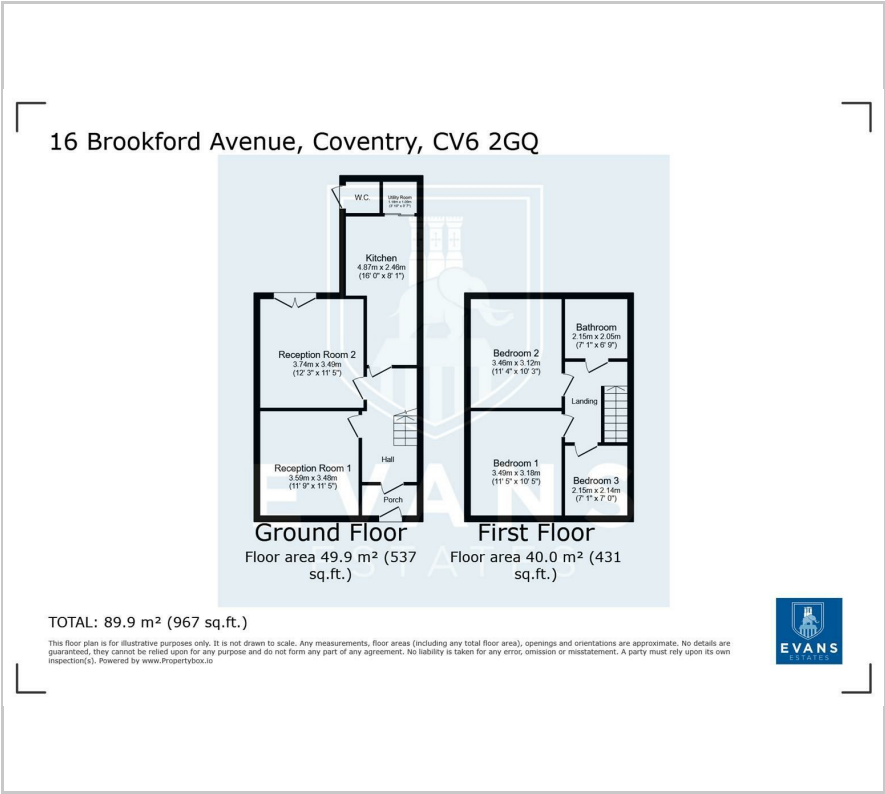 16 Brookford Avenue, Coventry, CV6 2GQ
W.C.
Utility Room
Kitchen
4.87m x 2.46m
(16' 0" x 8' 1")
Reception Room 2
3.74m x 3.49m
(12' 3" x 11' 5")
Reception Room 1
3.59m x 3.48m
(11' 9" x 11' 5")
Hall
Porch
Bedroom 2
3.46m x 3.12m
(11' 4" x 10' 3")
Bathroom
2.15m x 2.05m
(7' 1" x 6' 9")
Landing
Bedroom 1
3.49m x 3.18m
(11' 5" x 10' 5")
Bedroom 3
2.15m x 2.14m
(7' 1" x 7' 0")
EVANS
ESTATES
Ground Floor
Floor area 49.9 m² (537
sq.ft.)
First Floor
Floor area 40.0 m² (431
sq.ft.)
TOTAL: 89.9 m² (967 sq.ft.)
This floor plan is for illustrative purposes only. It is not drawn to scale. Any measurements, floor areas (including any total floor area), openings and orientations are approximate. No details are
guaranteed, they cannot be relied upon for any purpose and do not form any part of any agreement. No liability is taken for any error, omission or misstatement. A party must rely upon its own
inspection(s). Powered by www.Propertybox.io
EVANS
ESTATES